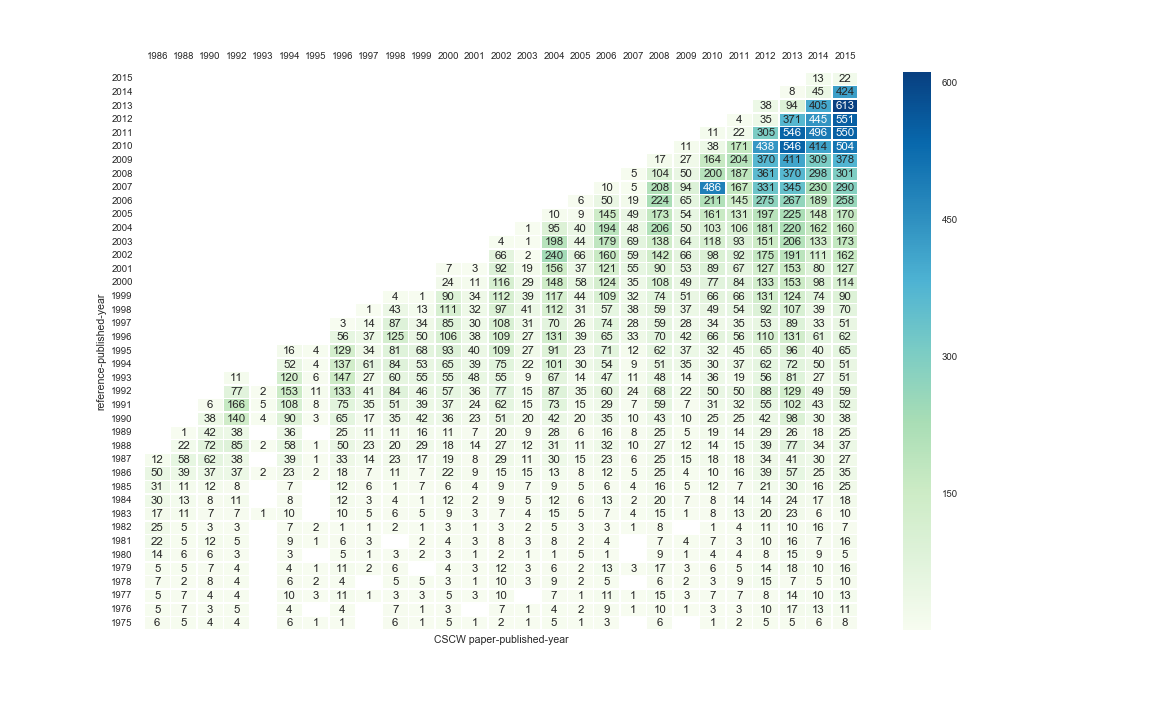 1986 1988 1990 1992 1993 1994 1995 1996 1997 1998 1999 2000 2001 2002 2003 2004 2005 2006 2007 2008 2009 2010 2011 2012 2013 2014 2015
2015 13 22
2014 8 45 424
2013 38 94 405 613
2012 4 35 371 445 551
2011 11 22 305 546 496 550
2010 11 38 171 438 546 414 504
2009 17 27 164 204 370 411 309 378
2008 5 104 50 200 187 361 370 298 301
2007 10 5 208 94 486 167 331 345 230 290
2006 6 50 19 224 65 211 145 275 267 189 258
2005 10 9 145 49 173 54 161 131 197 225 148 170
2004 1 95 40 194 48 206 50 103 106 181 220 162 160
2003 4 1 198 44 179 69 138 64 118 93 151 206 133 173
2002 66 2 240 66 160 59 142 66 98 92 175 191 111 162
2001 7 3 92 19 156 37 121 55 90 53 89 67 127 153 80 127
2000 24 11 116 29 148 58 124 35 108 49 77 84 133 153 98 114
1999 4 1 90 34 112 39 117 44 109 32 74 51 66 66 131 124 74 90
1998 1 43 13 111 32 97 41 112 31 57 38 59 37 49 54 92 107 39 70
1997 3 14 87 34 85 30 108 31 70 26 74 28 59 28 34 35 53 89 33 51
1996 56 37 125 50 106 38 109 27 131 39 65 33 70 42 66 56 110 131 61 62
1995 16 4 129 34 81 68 93 40 109 27 91 23 71 12 62 37 32 45 65 96 40 65
1994 52 4 137 61 84 53 65 39 75 22 101 30 54 9 51 35 30 37 62 72 50 51
1993 11 120 6 147 27 60 55 55 48 55 9 67 14 47 11 48 14 36 19 56 81 27 51
1992 77 2 153 11 133 41 84 46 57 36 77 15 87 35 60 24 68 22 50 50 88 129 49 59
1991 6 166 5 108 8 75 35 51 39 37 24 62 15 73 15 29 7 59 7 31 32 55 102 43 52
1990 38 140 4 90 3 65 17 35 42 36 23 51 20 42 20 35 10 43 10 25 25 42 98 30 38
1989 1 42 38 36 25 11 11 16 11 7 20 9 28 6 16 8 25 5 19 14 29 26 18 25
1988 22 72 85 2 58 1 50 23 20 29 18 14 27 12 31 11 32 10 27 12 14 15 39 77 34 37
1987 12 58 62 38 39 1 33 14 23 17 19 8 29 11 30 15 23 6 25 15 18 18 34 41 30 27
1986 50 39 37 37 2 23 2 18 7 11 7 22 9 15 15 13 8 12 5 25 4 10 16 39 57 25 35
1985 31 11 12 8 7 12 6 1 7 6 4 9 7 9 5 6 4 16 5 12 7 21 30 16 25
1984 30 13 8 11 8 12 3 4 1 12 2 9 5 12 6 13 2 20 7 8 14 14 24 17 18
1983 17 11 7 7 1 10 10 5 6 5 9 3 7 4 15 5 7 4 15 1 8 13 20 23 6 10
1982 25 5 3 3 7 2 1 1 2 1 3 1 3 2 5 3 3 1 8 1 4 11 10 16 7
1981 22 5 12 5 9 1 6 3 2 4 3 8 3 8 2 4 7 4 7 3 10 16 7 16
1980 14 6 6 3 3 5 1 3 2 3 1 2 1 1 5 1 9 1 4 4 8 15 9 5
1979 5 5 7 4 4 1 11 2 6 4 3 12 3 6 2 13 3 17 3 6 5 14 18 10 16
1978 7 2 8 4 6 2 4 5 5 3 1 10 3 9 2 5 6 2 3 9 15 7 5 10
1977 5 7 4 4 10 3 11 1 3 3 5 3 10 7 1 11 1 15 3 7 7 8 14 10 13
1976 5 7 3 5 4 4 7 1 3 7 1 4 2 9 1 10 1 3 3 10 17 13 11
1975 6 5 4 4 6 1 1 6 1 5 1 2 1 5 1 3 6 1 2 5 5 6 8
reference-published-year
CSCW paper-published-year
600
450
300
150